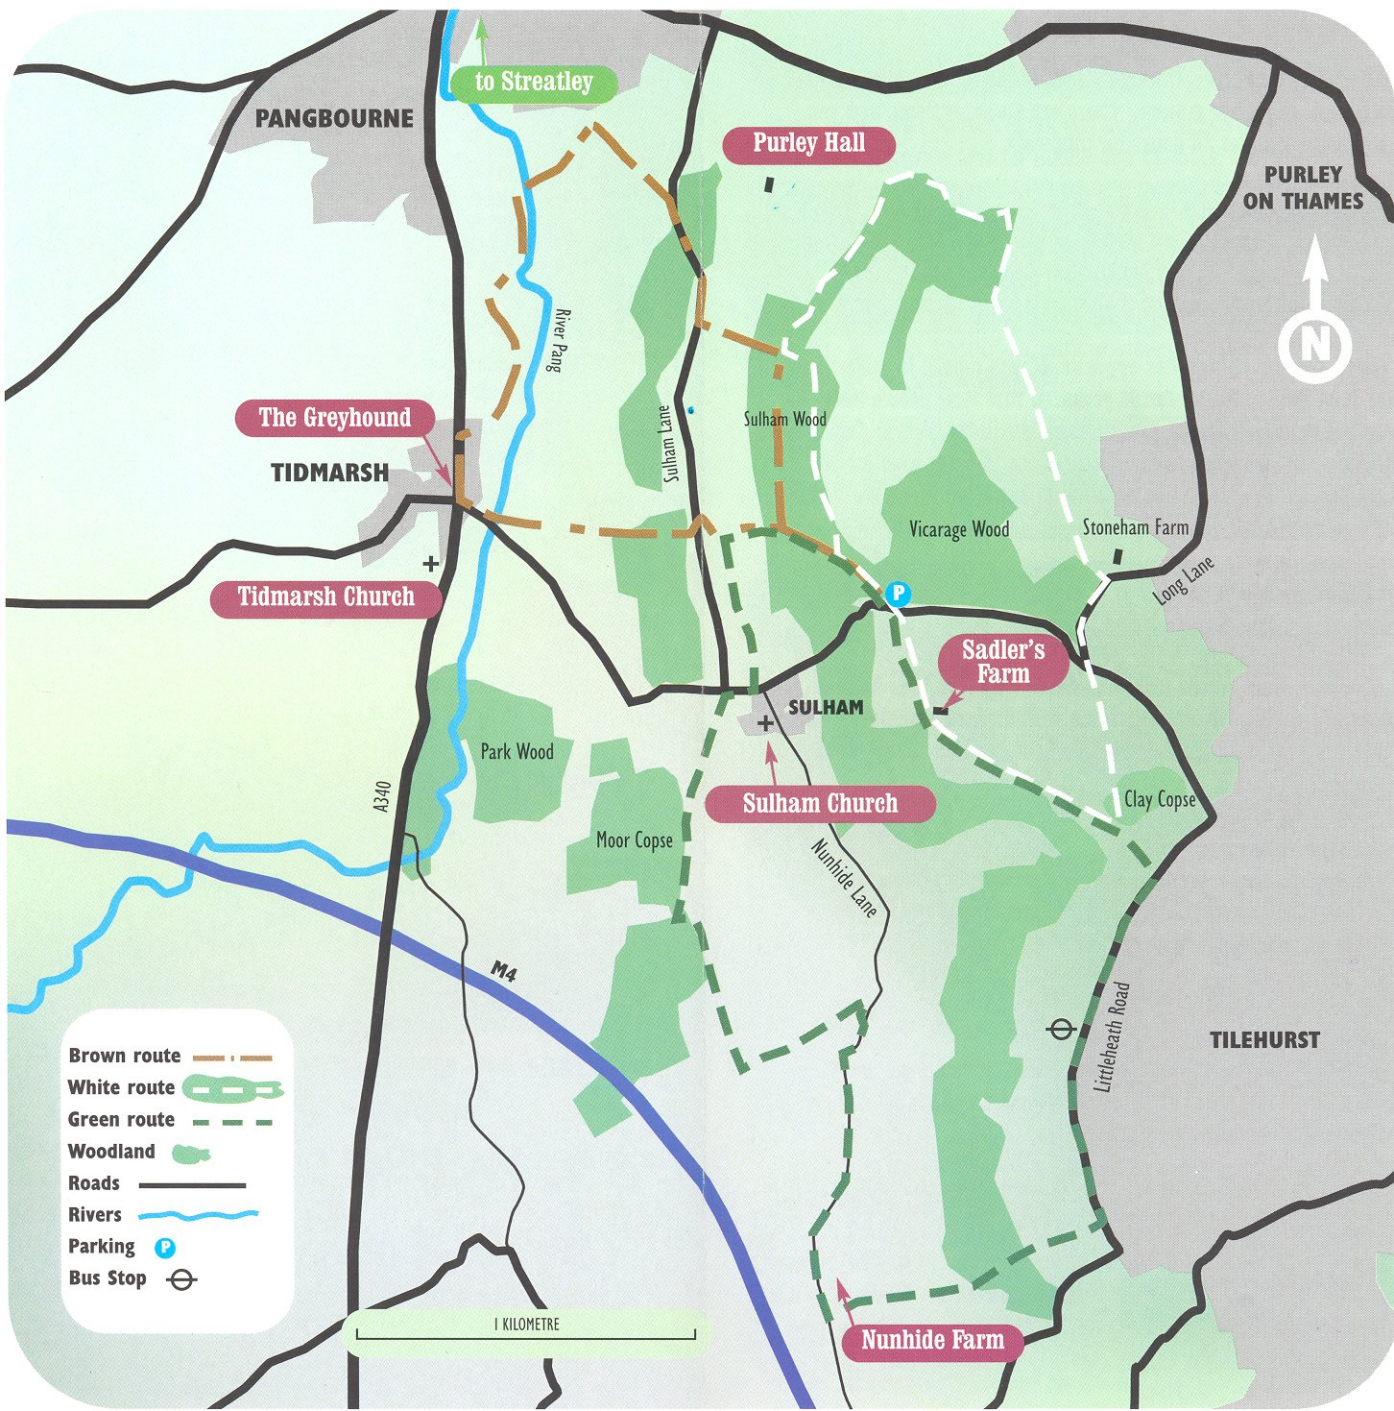 to Streatley
PANGBOURNE
Purley Hall
PURLEY
ON THAMES
N
River Pang
The Greyhound
TIDMARSH
Sulham Lane
Sulham Wood
Vicarage Wood
Stoneham Farm
Long Lane
Tidmarsh Church
P
Sadler's
Farm
SULHAM
Park Wood
A340
Sulham Church
Clay Copse
Moor Copse
Nunhide Lane
M4
Littleheath Road
TILEHURST
Brown route
White route
Green route
Woodland
Roads
Rivers
Parking P
Bus Stop
1 KILOMETRE
Nunhide Farm